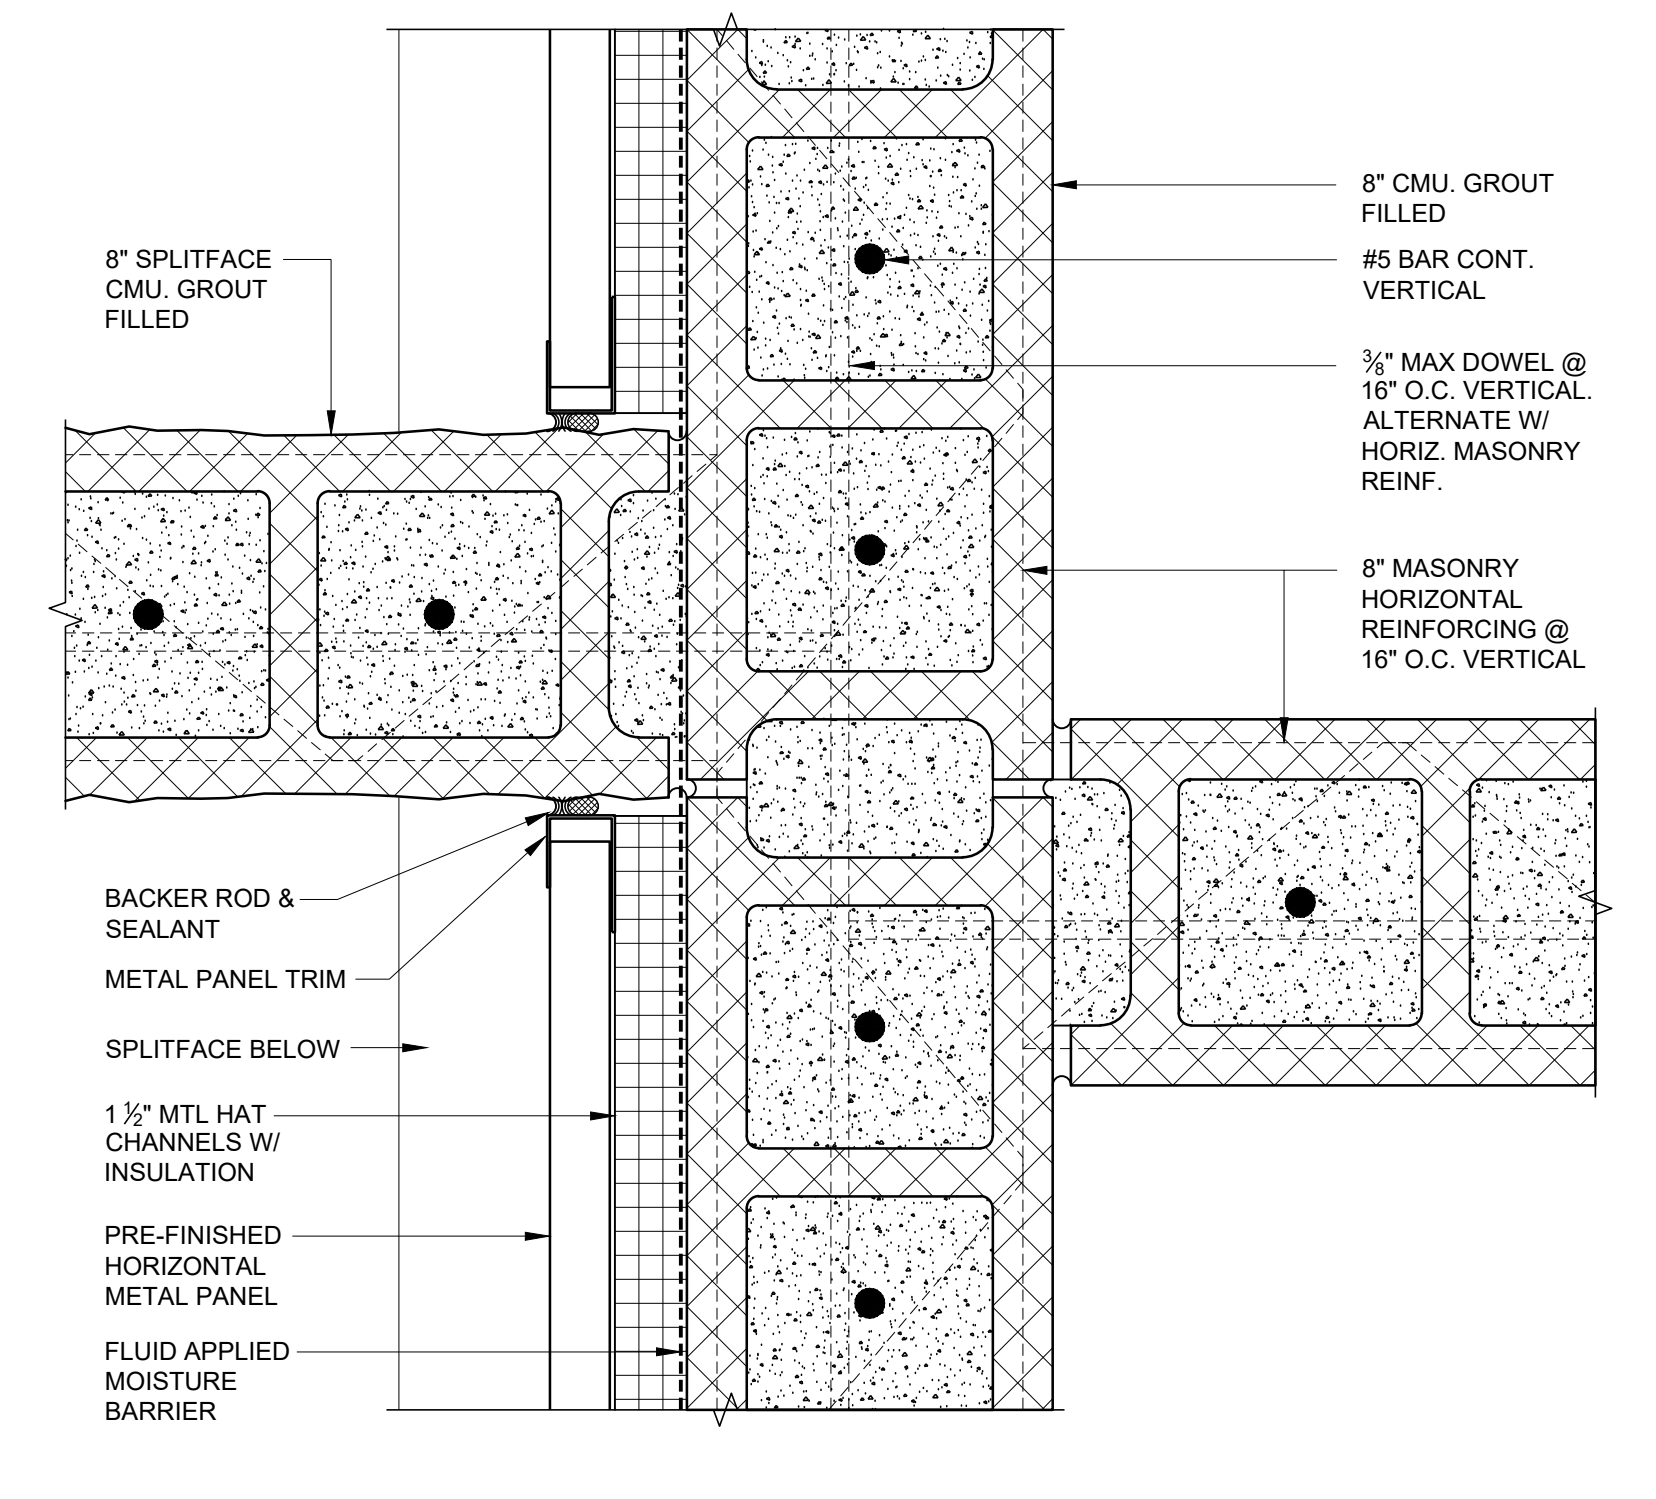 8" SPLITFACE
CMU. GROUT
FILLED
BACKER ROD &
SEALANT
METAL PANEL TRIM
SPLITFACE BELOW
1 ½" MTL HAT
CHANNELS W/
INSULATION
PRE-FINISHED
HORIZONTAL
METAL PANEL
FLUID APPLIED
MOISTURE
BARRIER
8" CMU. GROUT
FILLED
#5 BAR CONT.
VERTICAL
⅜" MAX DOWEL @
16" O.C. VERTICAL.
ALTERNATE W/
HORIZ. MASONRY
REINF.
8" MASONRY
HORIZONTAL
REINFORCING @
16" O.C. VERTICAL